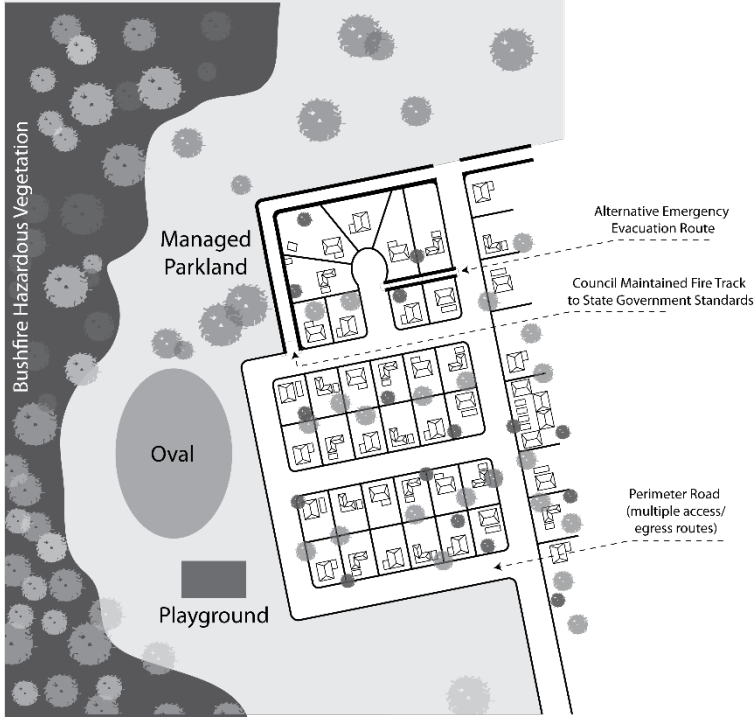 Bushfire Hazardous Vegetation
Managed
Parkland
Alternative Emergency
Evacuation Route
Council Maintained Fire Track
to State Government Standards
Oval
Perimeter Road
(multiple access/
egress routes)
Playground